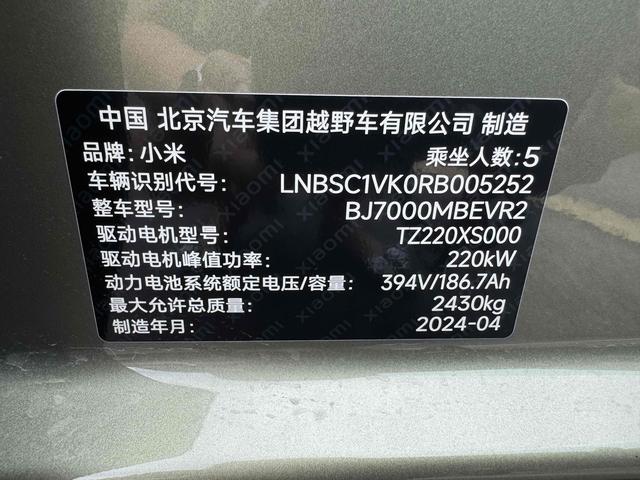 中国 北京汽车集团越野车有限公司 制造
品牌:小米 乘坐人数:5
车辆识别代号: LNBSC1VK0RB005252
整车型号: BJ7000MBEVR2
驱动电机型号: TZ220XS000
驱动电机峰值功率: 220kW
动力电池系统额定电压/容量: 394V/186.7Ah
最大允许总质量: 2430kg
制造年月: 2024-04